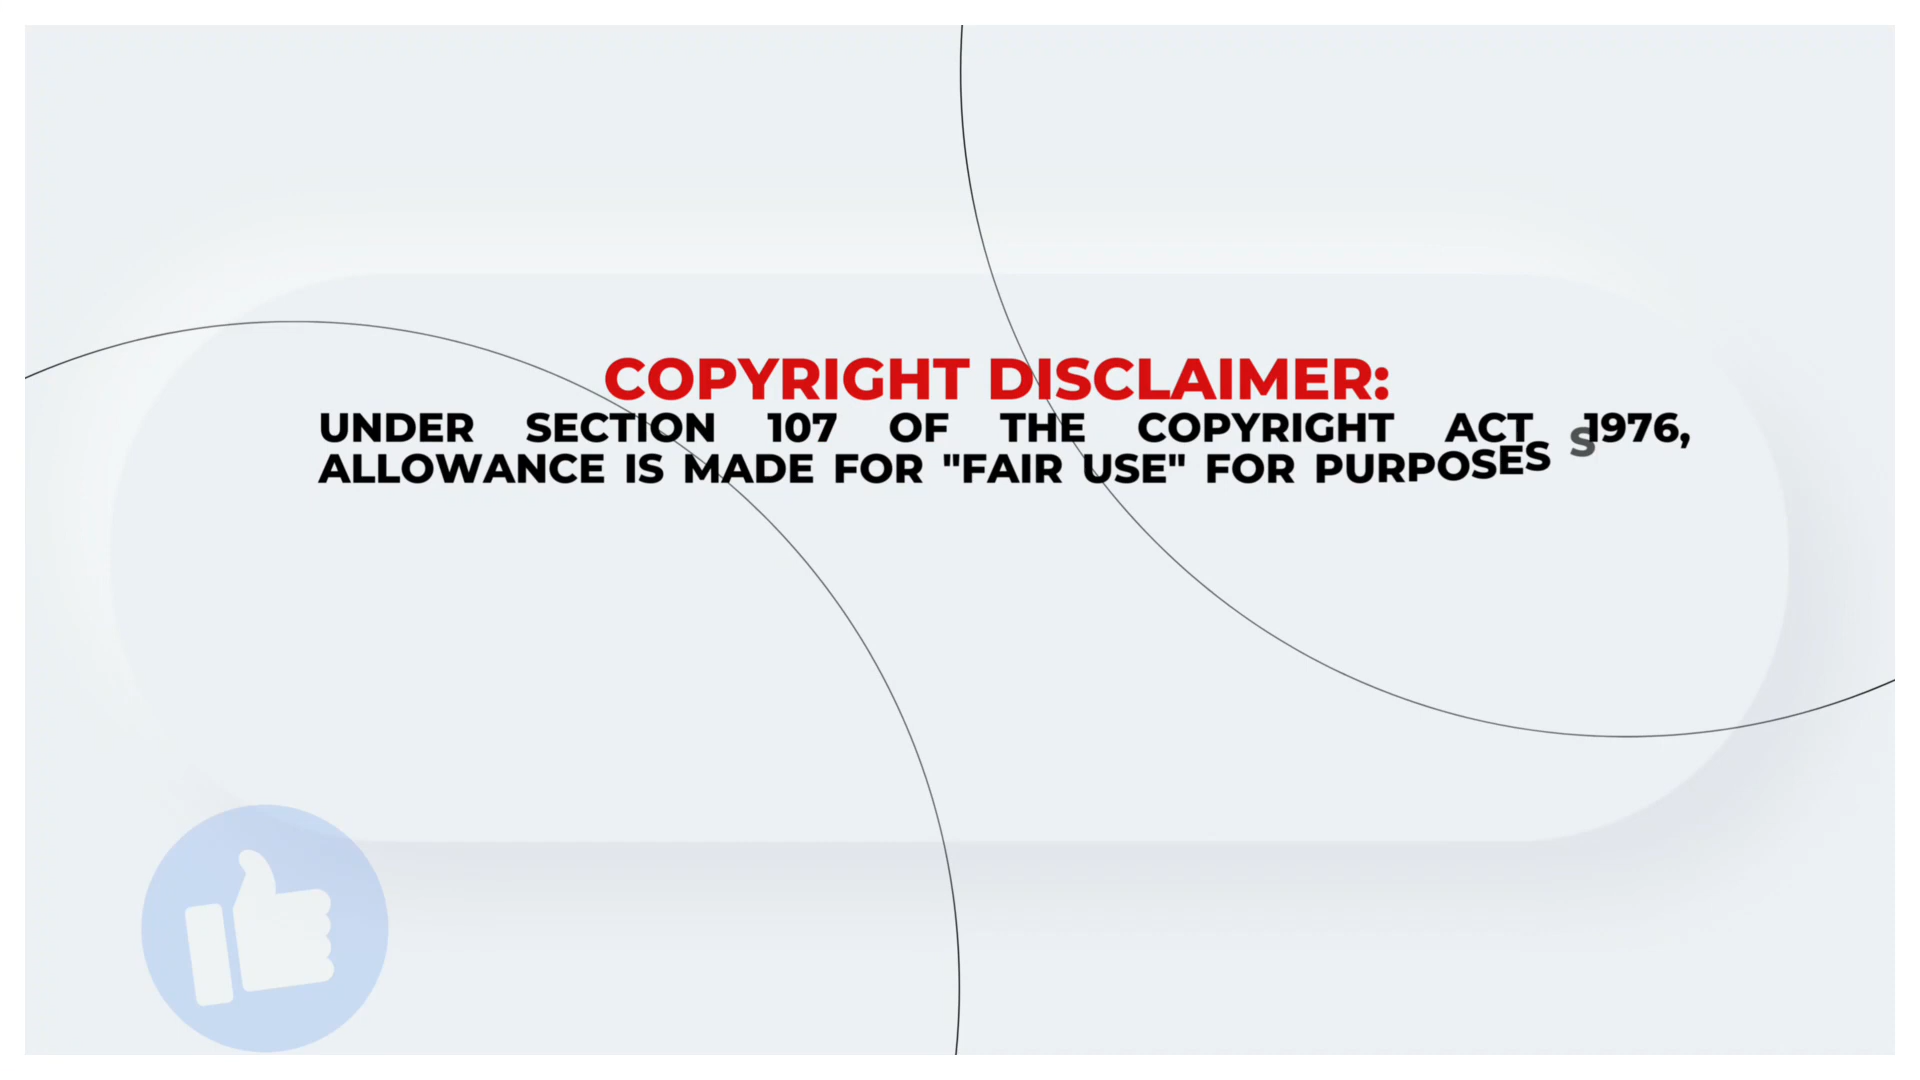 COPYRIGHT DISCLAIMER:
UNDER SECTION 107 OF THE COPYRIGHT ACT 1976,
ALLOWANCE IS MADE FOR "FAIR USE" FOR PURPOSES S